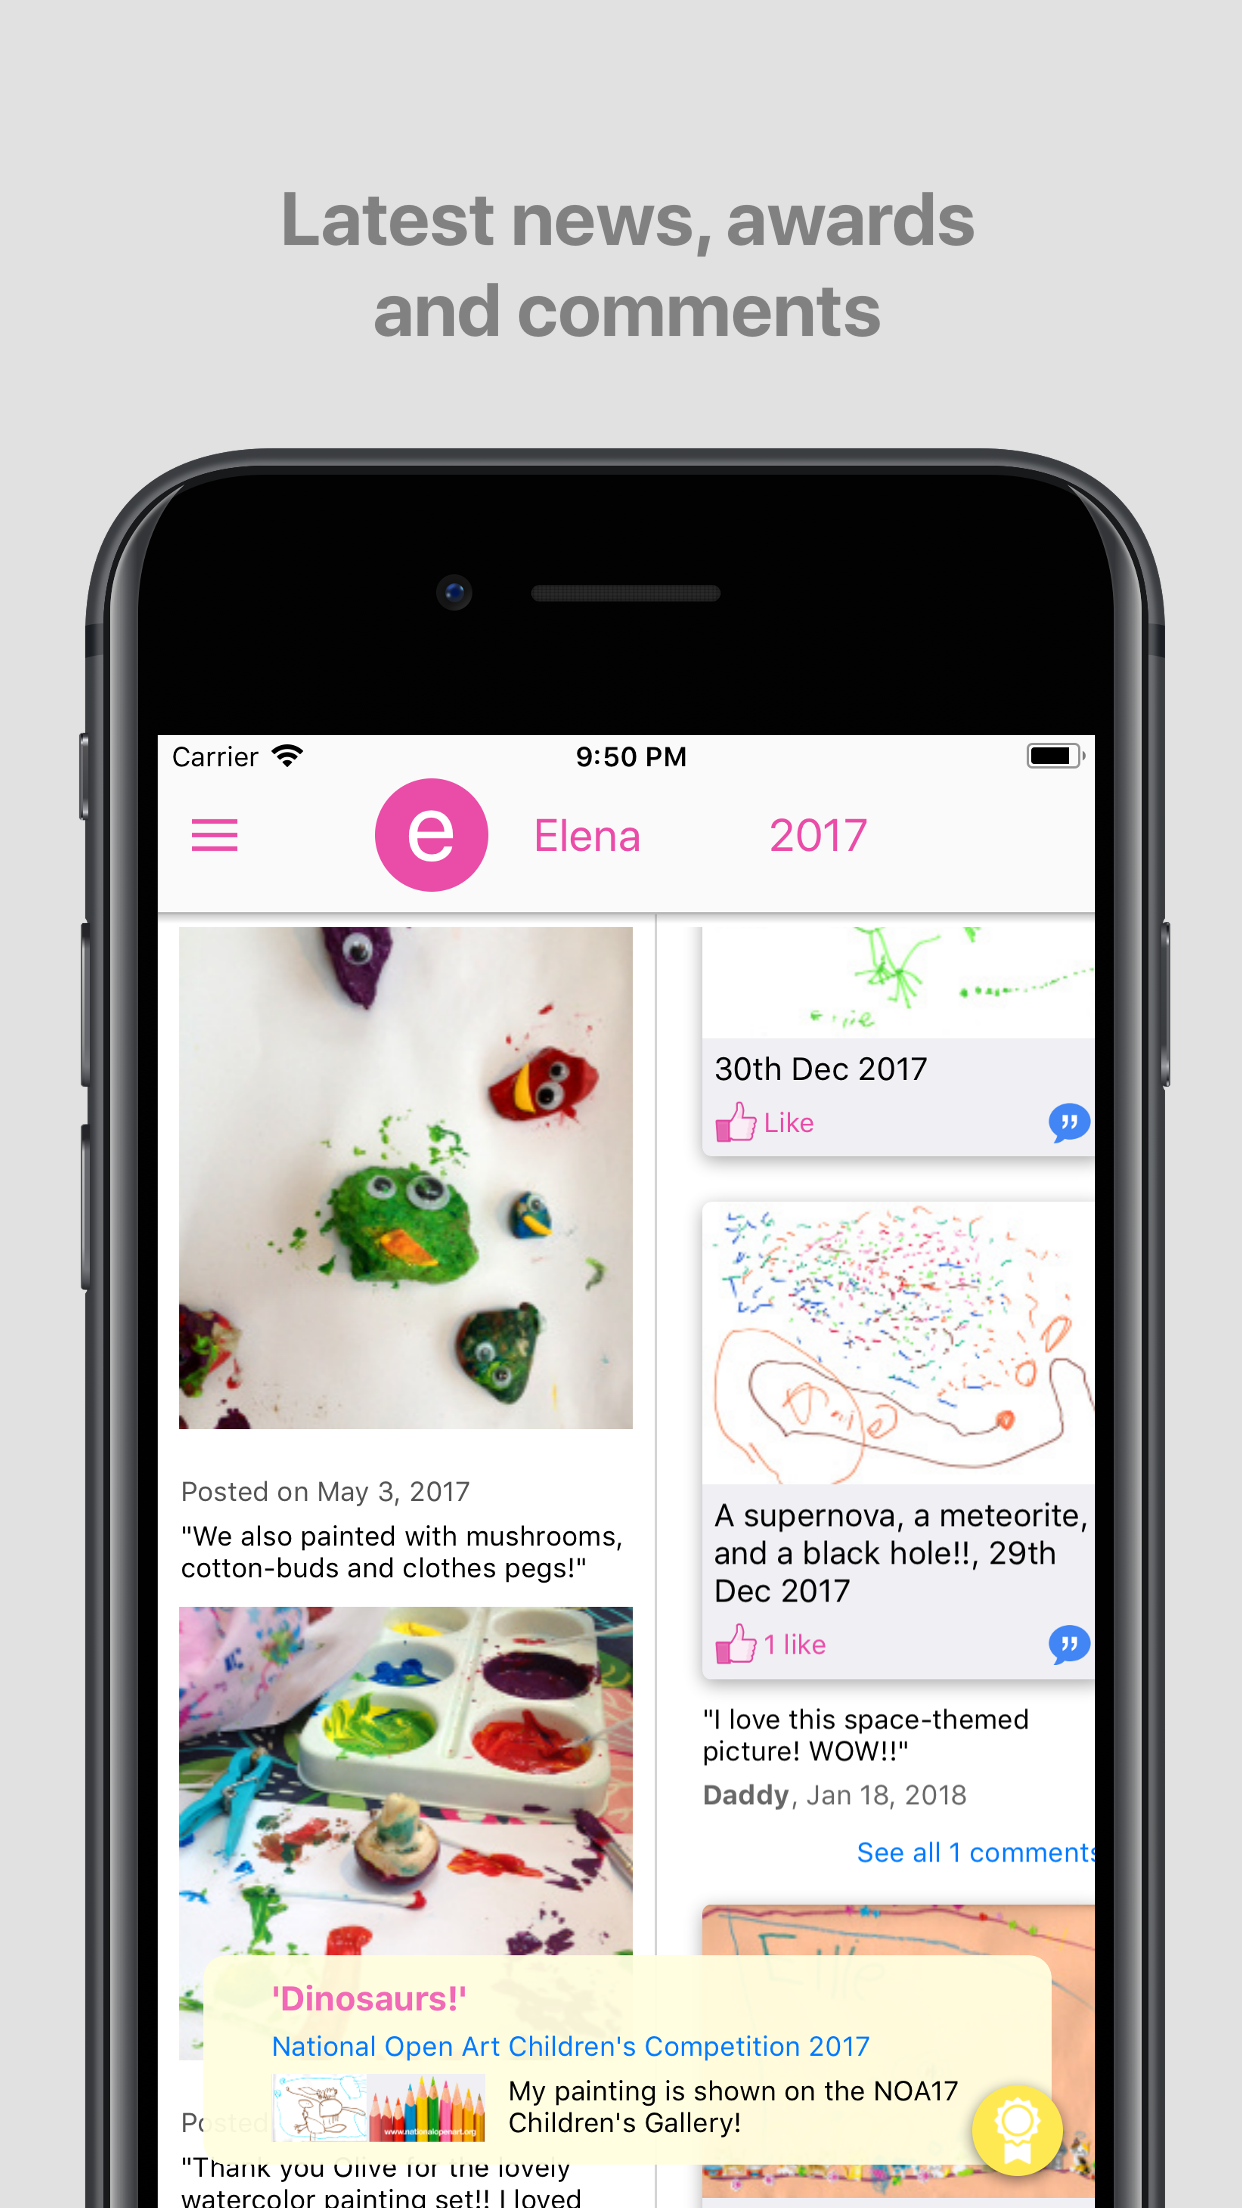 Latest news, awards
and comments
Carrier
9:50 PM
e
Elena
2017
Posted on May 3, 2017
"We also painted with mushrooms,
cotton-buds and clothes pegs!"
30th Dec 2017
Like
A supernova, a meteorite,
and a black hole!!, 29th
Dec 2017
1 like
"I love this space-themed
picture! WOW!!"
Daddy, Jan 18, 2018
See all 1 comments
Ellie
'Dinosaurs!'
National Open Art Children's Competition 2017
www.nationalopenart.org
My painting is shown on the NOA17
Children's Gallery!
Posted
"Thank you Olive for the lovely
watercolor painting set!! I loved